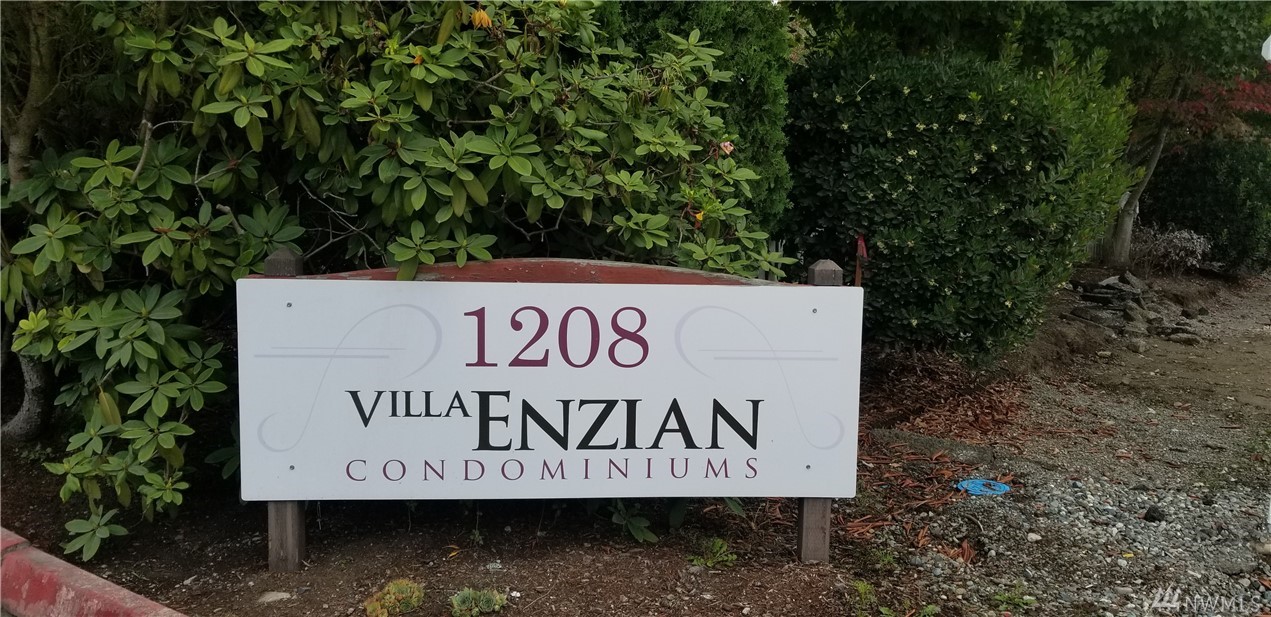 1208
VILLA ENZIAN
CONDOMINIUMS
NWMLS